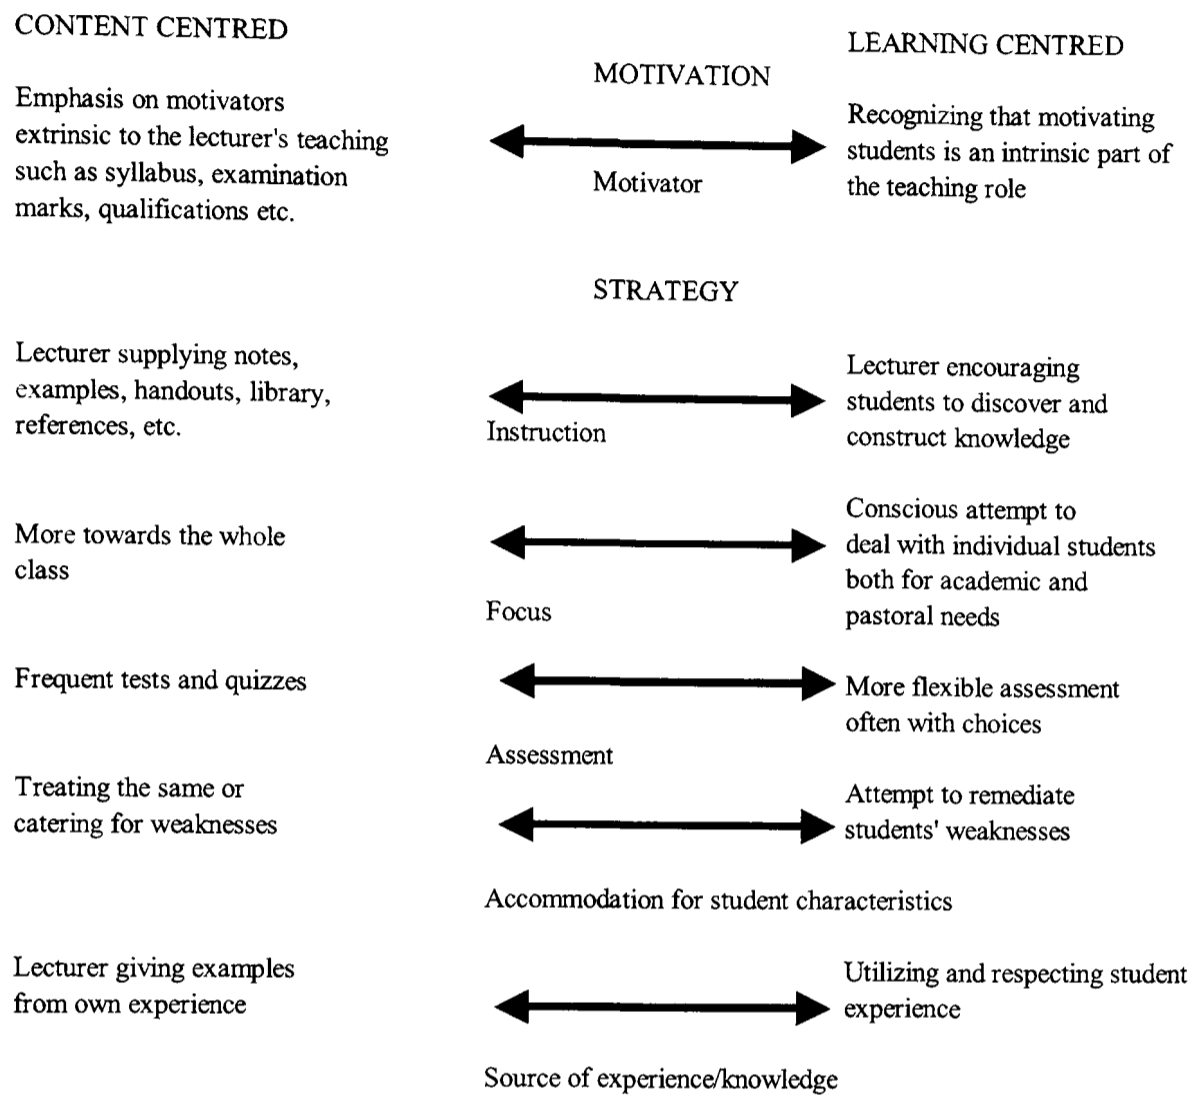 CONTENT CENTRED
LEARNING CENTRED
MOTIVATION
Emphasis on motivators
extrinsic to the lecturer's teaching
such as syllabus, examination
marks, qualifications etc.
Motivator
Recognizing that motivating
students is an intrinsic part of
the teaching role
STRATEGY
Lecturer supplying notes,
examples, handouts, library,
references, etc.
Instruction
Lecturer encouraging
students to discover and
construct knowledge
More towards the whole
class
Focus
Conscious attempt to
deal with individual students
both for academic and
pastoral needs
Frequent tests and quizzes
Assessment
More flexible assessment
often with choices
Treating the same or
catering for weaknesses
Attempt to remediate
students' weaknesses
Accommodation for student characteristics
Lecturer giving examples
from own experience
Utilizing and respecting student
experience
Source of experience/knowledge